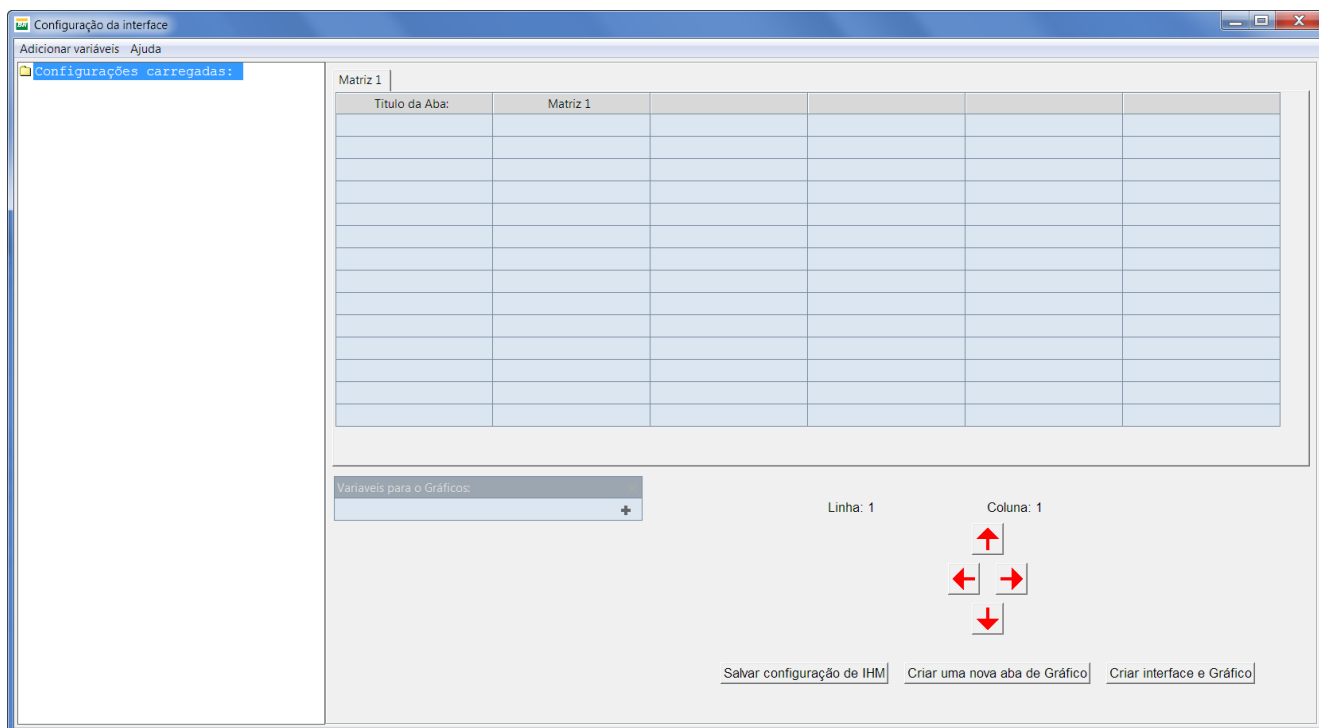 Configuração da interface
Adicionar variáveis Ajuda
Configurações carregadas:
Matriz 1
Titulo da Aba: Matriz 1
Variaveis para o Gráficos:
Linha: 1 Coluna: 1
Salvar configuração de IHM Criar uma nova aba de Gráfico Criar interface e Gráfico